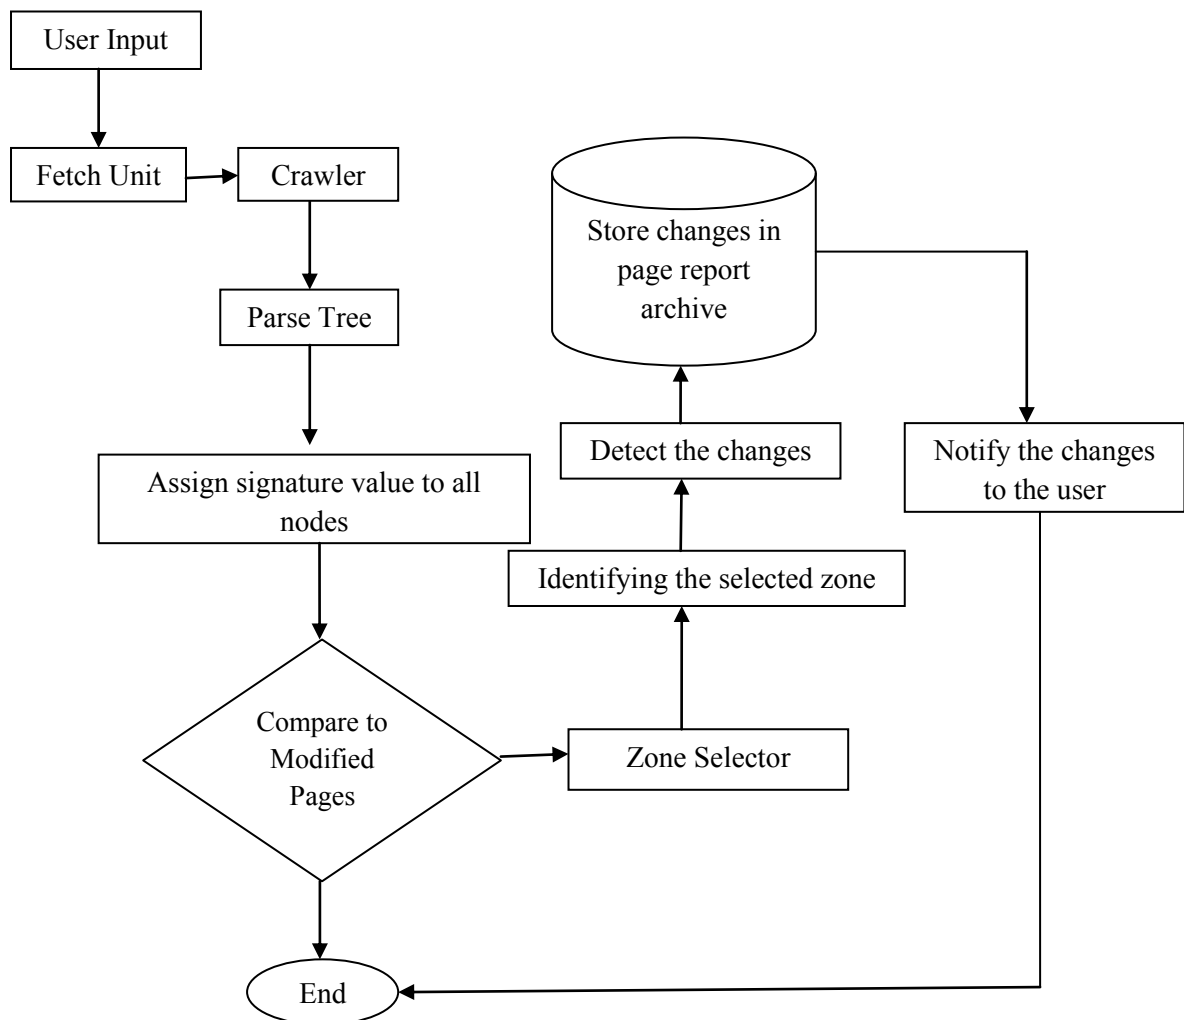 User Input
Fetch Unit
Crawler
Parse Tree
Assign signature value to all
nodes
Compare to
Modified
Pages
Zone Selector
Identifying the selected zone
Detect the changes
Store changes in
page report
archive
Notify the changes
to the user
End